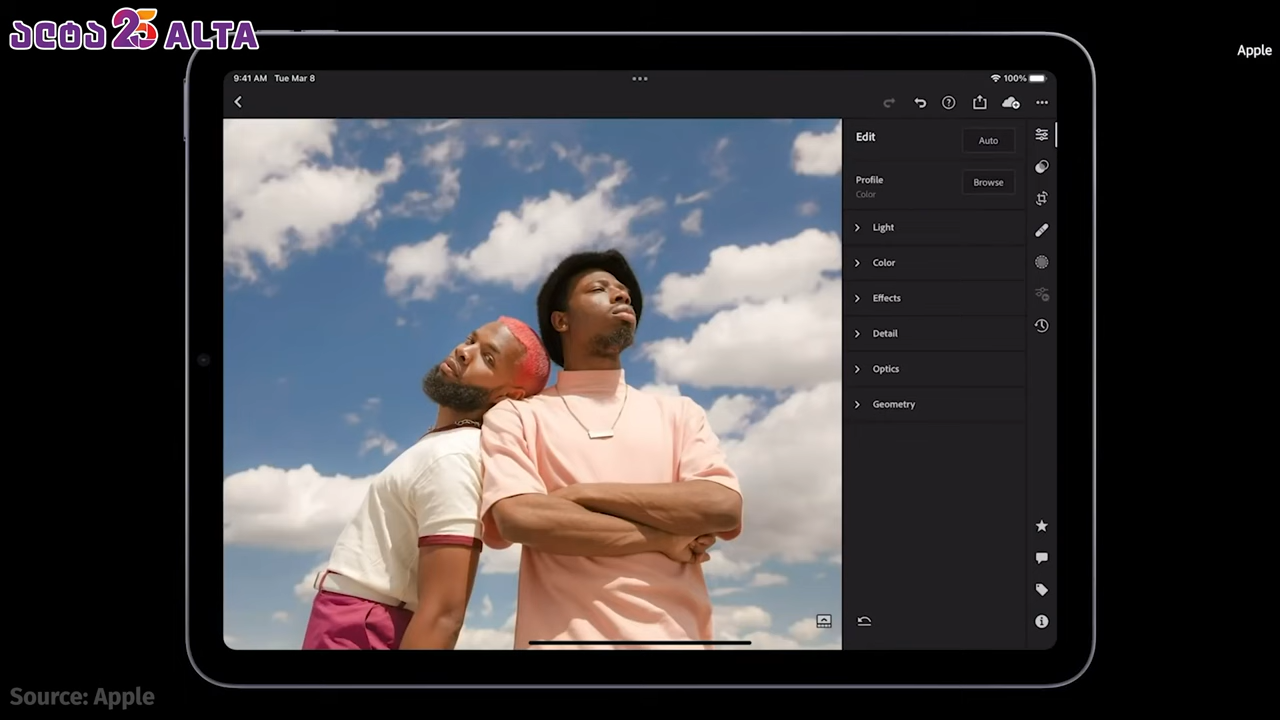 ალტა 25 ALTA
Apple
9:41 AM Tue Mar 8
100%
Edit
Auto
Profile
Color
Browse
Light
Color
Effects
Detail
Optics
Geometry
Source: Apple